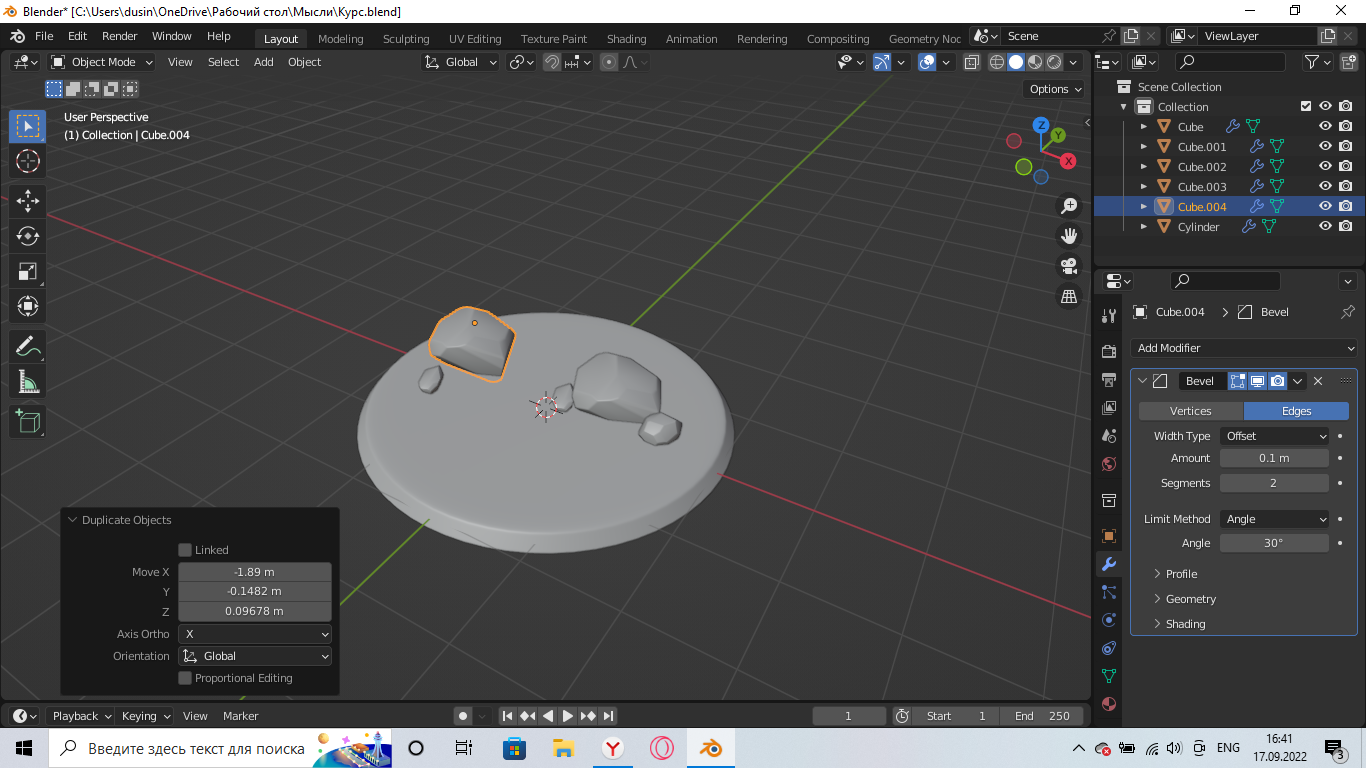 Blender* [C:\Users\dusin\OneDrive\Рабочий стол\Мысли\Курс.blend]
File Edit Render Window Help Layout Modeling Sculpting UV Editing Texture Paint Shading Animation Rendering Compositing Geometry Noc Scene ViewLayer
Object Mode View Select Add Object Global
Options
User Perspective
(1) Collection | Cube.004
Z
Y
X
Scene Collection
Collection
Cube
Cube.001
Cube.002
Cube.003
Cube.004
Cylinder
Cube.004 Bevel
Add Modifier
Bevel
Vertices Edges
Width Type Offset
Amount 0.1 m
Segments 2
Limit Method Angle
Angle 30°
Profile
Geometry
Shading
Duplicate Objects
Linked
Move X -1.89 m
Y -0.1482 m
Z 0.09678 m
Axis Ortho X
Orientation Global
Proportional Editing
Playback Keying View Marker 1 Start 1 End 250
Введите здесь текст для поиска
ENG
16:41
17.09.2022
3